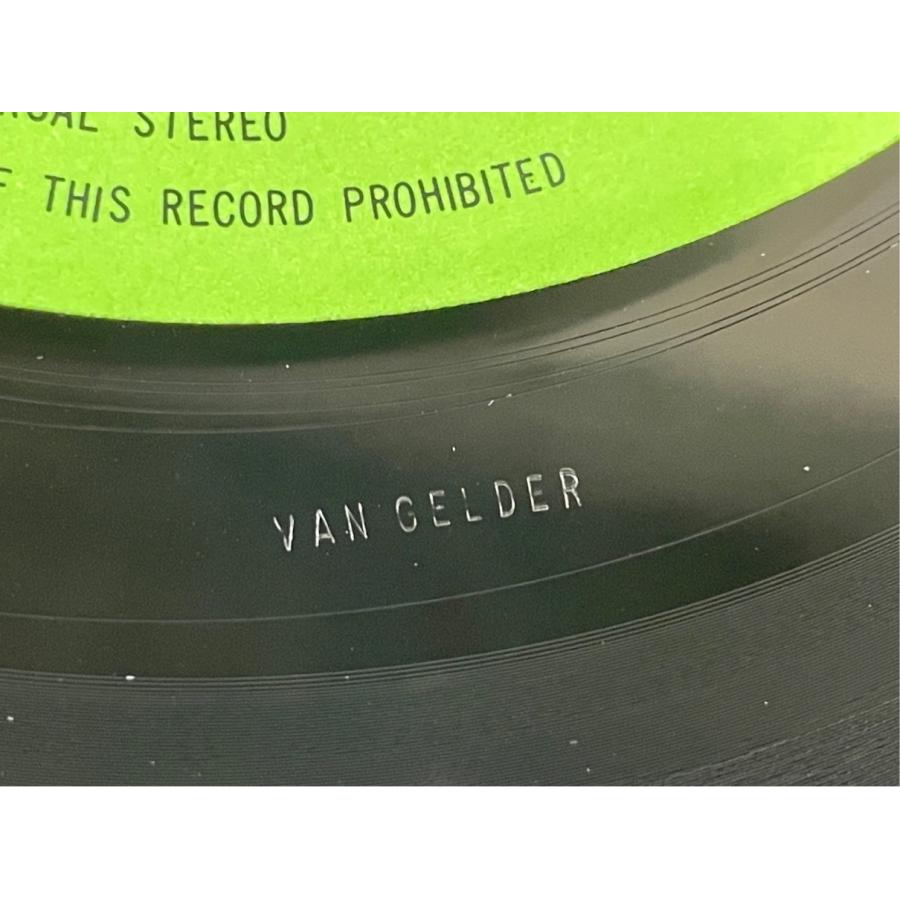 STEREO
THIS RECORD PROHIBITED
VAN GELDER